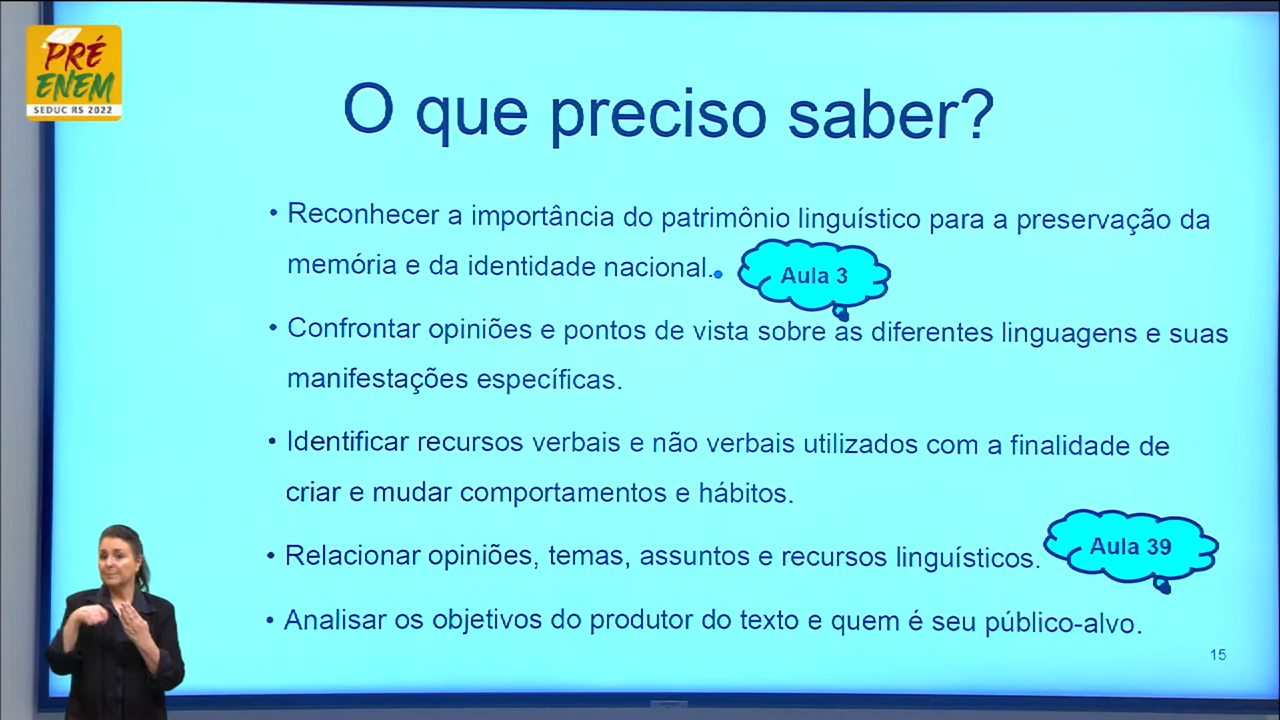 PRÉ
ENEM
SEDUC RS 2022
O que preciso saber?
• Reconhecer a importância do patrimônio linguístico para a preservação da
memória e da identidade nacional.
Aula 3
• Confrontar opiniões e pontos de vista sobre as diferentes linguagens e suas
manifestações específicas.
• Identificar recursos verbais e não verbais utilizados com a finalidade de
criar e mudar comportamentos e hábitos.
• Relacionar opiniões, temas, assuntos e recursos linguísticos.
Aula 39
• Analisar os objetivos do produtor do texto e quem é seu público-alvo.
15